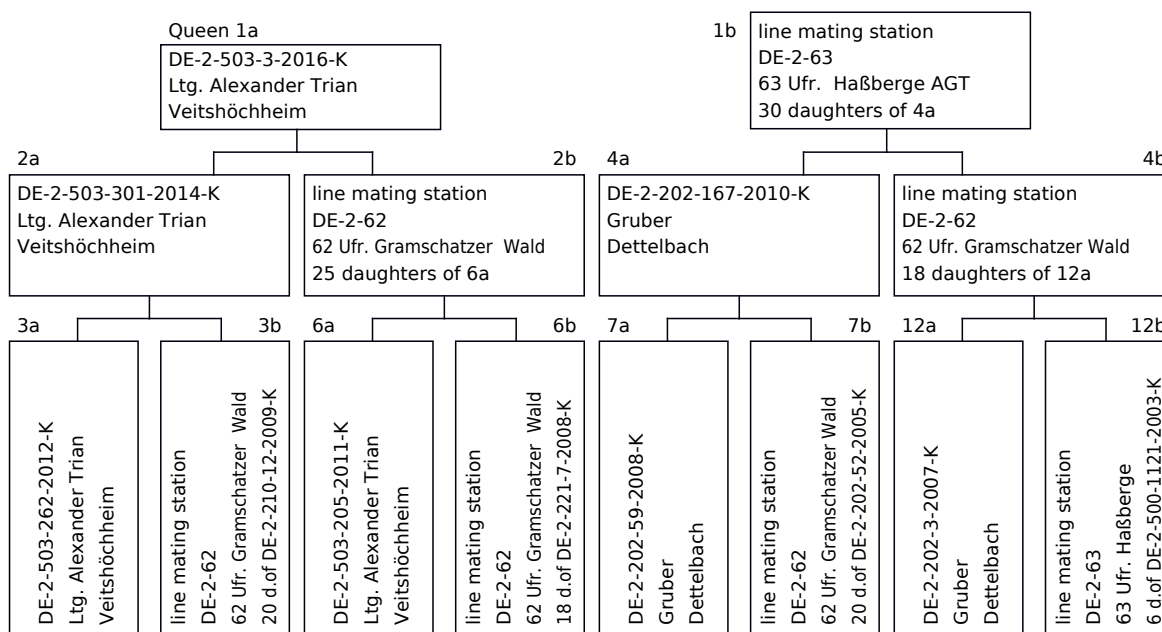 Queen 1a
DE-2-503-3-2016-K
Ltg. Alexander Trian
Veitshöchheim
1b
line mating station
DE-2-63
63 Ufr. Haßberge AGT
30 daughters of 4a
2a
DE-2-503-301-2014-K
Ltg. Alexander Trian
Veitshöchheim
2b
line mating station
DE-2-62
62 Ufr. Gramschatzer Wald
25 daughters of 6a
4a
DE-2-202-167-2010-K
Gruber
Dettelbach
4b
line mating station
DE-2-62
62 Ufr. Gramschatzer Wald
18 daughters of 12a
3a
DE-2-503-262-2012-K
Ltg. Alexander Trian
Veitshöchheim
3b
line mating station
DE-2-62
62 Ufr. Gramschatzer Wald
20 d.of DE-2-210-12-2009-K
6a
DE-2-503-205-2011-K
Ltg. Alexander Trian
Veitshöchheim
6b
line mating station
DE-2-62
62 Ufr. Gramschatzer Wald
18 d.of DE-2-221-7-2008-K
7a
DE-2-202-59-2008-K
Gruber
Dettelbach
7b
line mating station
DE-2-62
62 Ufr. Gramschatzer Wald
20 d.of DE-2-202-52-2005-K
12a
DE-2-202-3-2007-K
Gruber
Dettelbach
12b
line mating station
DE-2-63
63 Ufr. Haßberge
6 d.of DE-2-500-1121-2003-K